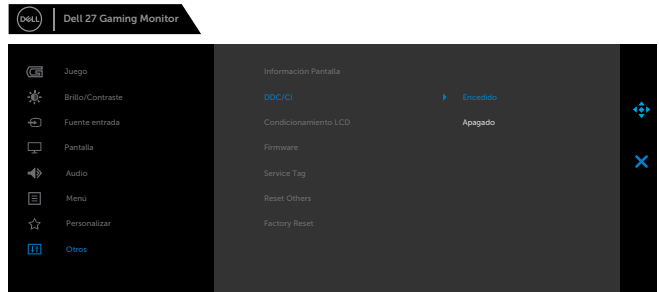 DELL
Dell 27 Gaming Monitor
Juego
Brillo/Contraste
Fuente entrada
Pantalla
Audio
Menú
Personalizar
Otros
Información Pantalla
DDC/CI
Condicionamiento LCD
Firmware
Service Tag
Reset Others
Factory Reset
Encedido
Apagado